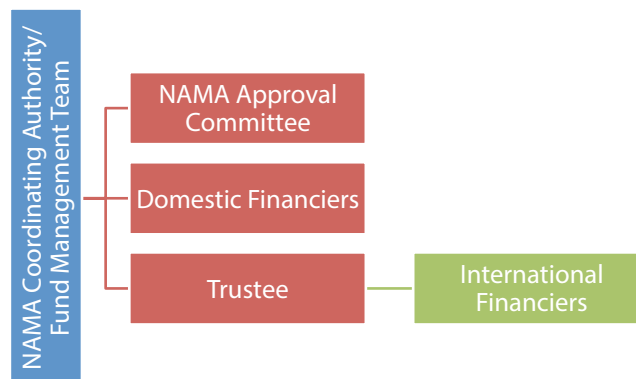 NAMA Coordinating Authority/
Fund Management Team
NAMA Approval
Committee
Domestic Financiers
Trustee
International
Financiers